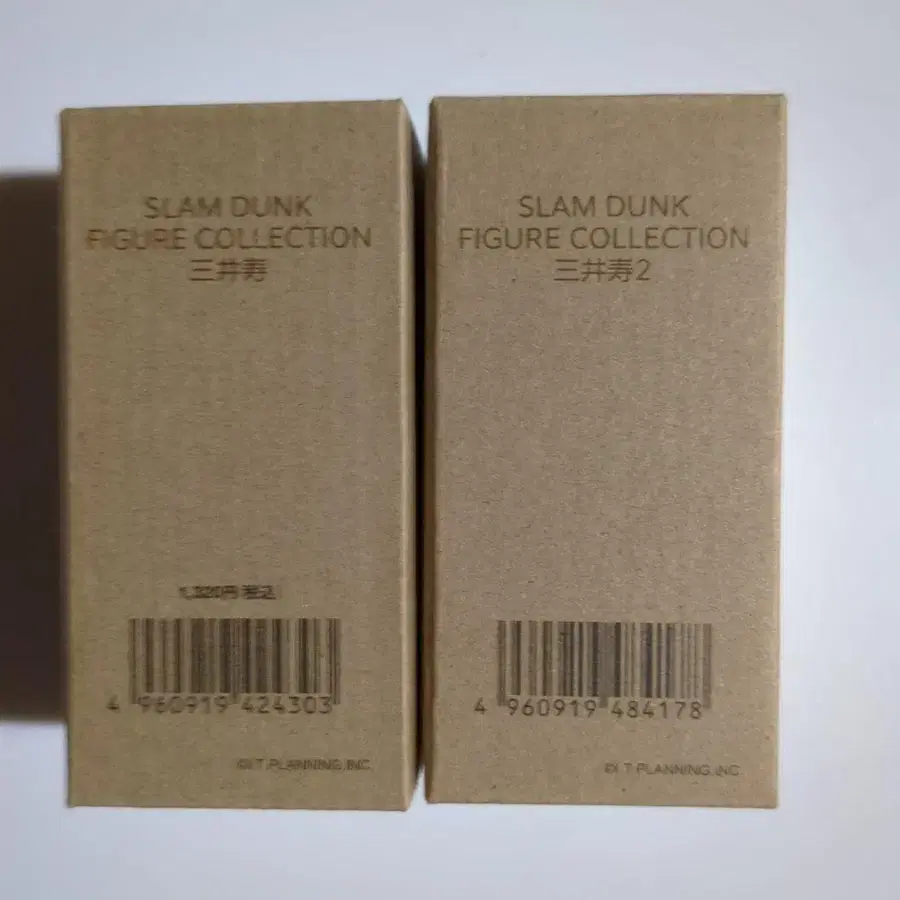 SLAM DUNK
FIGURE COLLECTION
三井寿
1,320円 税込
4 960919 424303
©I.T.PLANNING,INC.
SLAM DUNK
FIGURE COLLECTION
三井寿2
4 960919 484178
©I.T.PLANNING,INC.